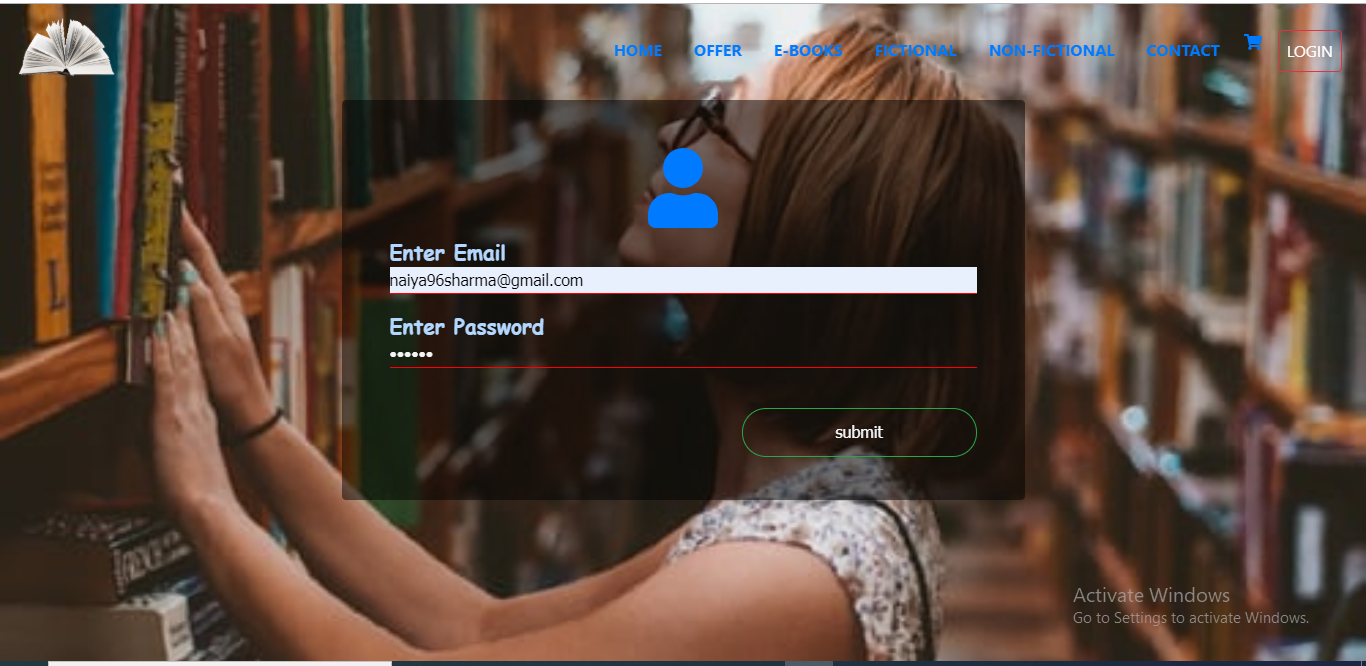 HOME OFFER E-BOOKS FICTIONAL NON-FICTIONAL CONTACT LOGIN
Enter Email
naiya96sharma@gmail.com
Enter Password
••••••
submit
L
Activate Windows
Go to Settings to activate Windows.